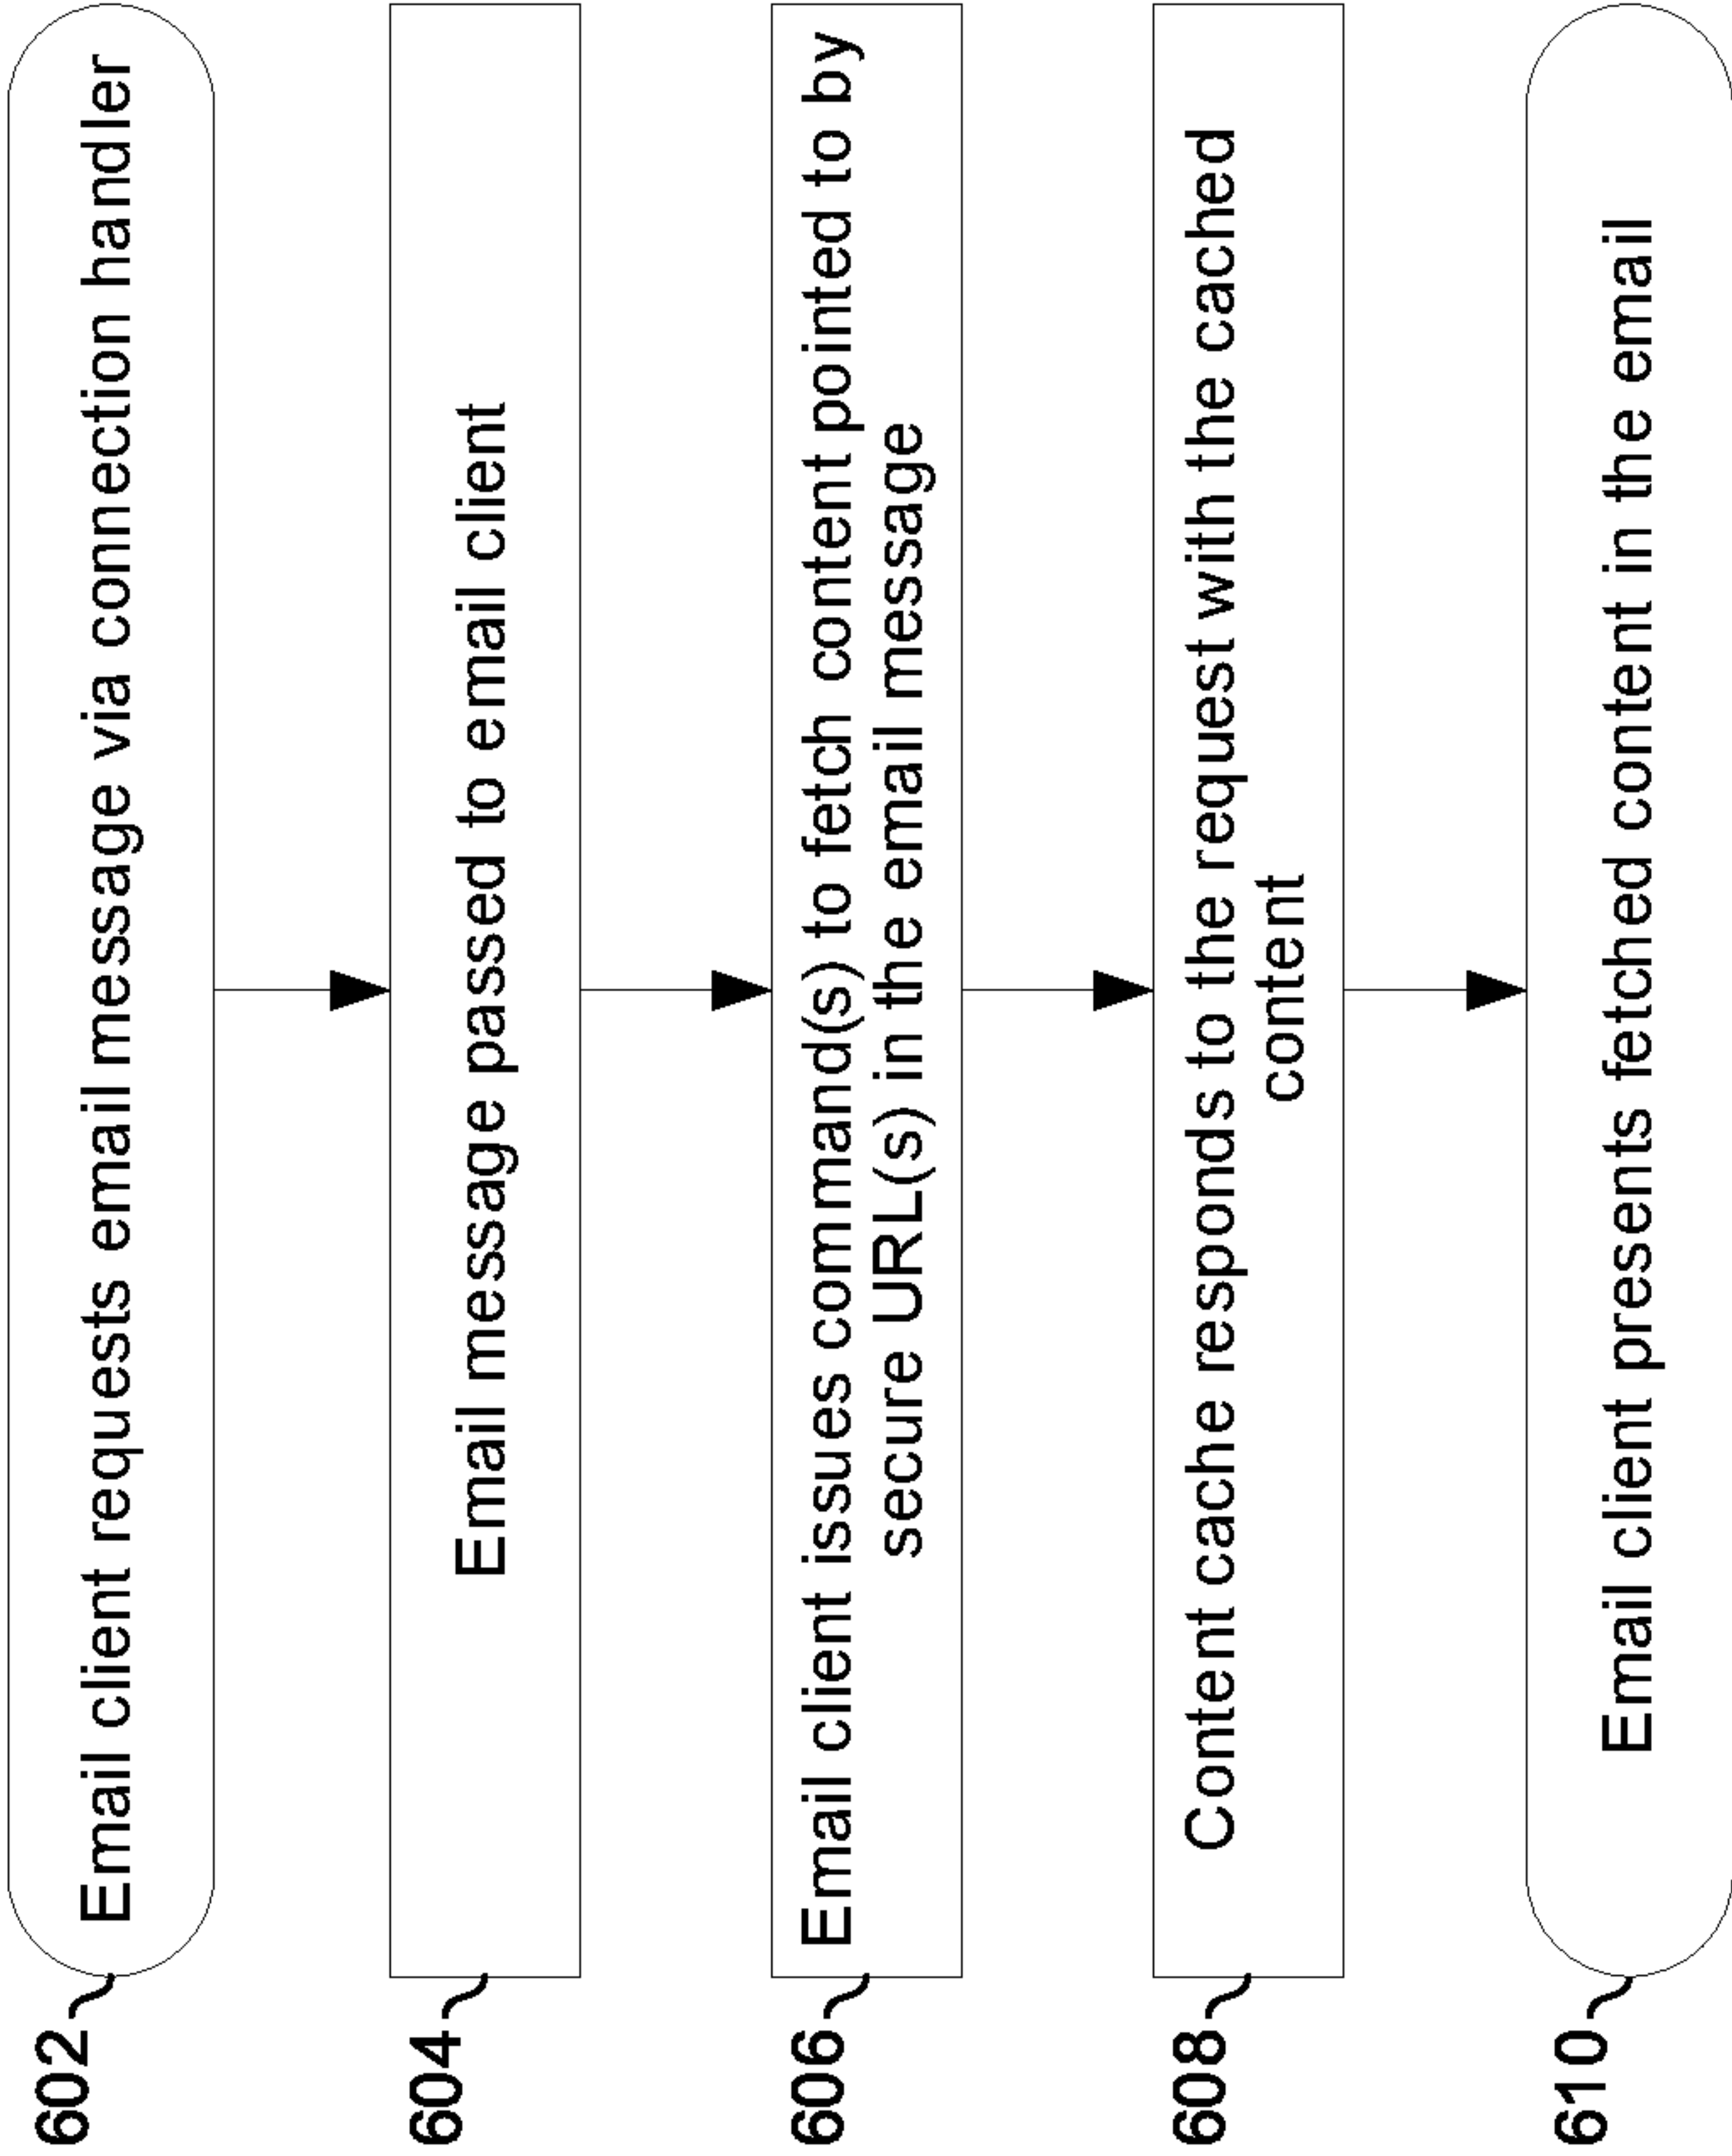 602
Email client requests email message via connection handler
604
Email message passed to email client
606
Email client issues command(s) to fetch content pointed to by
secure URL(s) in the email message
608
Content cache responds to the request with the cached
content
610
Email client presents fetched content in the email